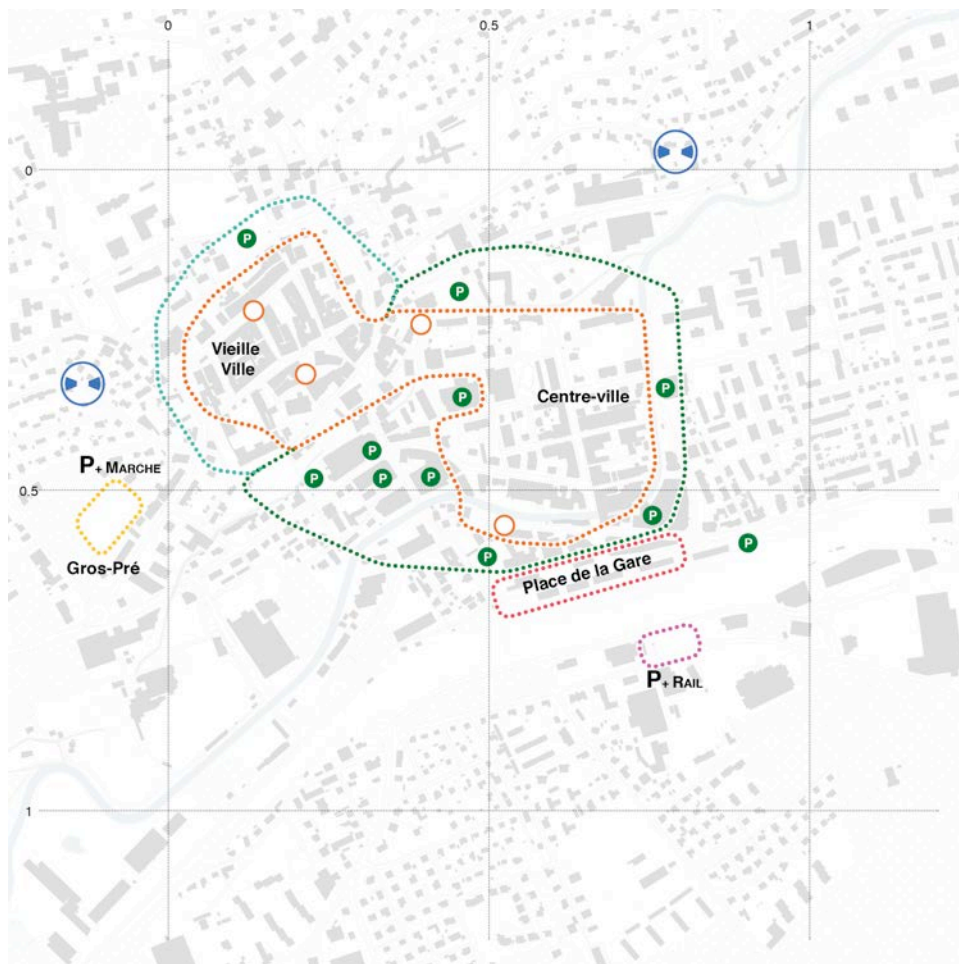 0 0.5 1
0
P
P
Vieille
Ville
Centre-ville
P
P
P
P + MARCHE
P
P
P
0.5
P
P
P
Gros-Pré
Place de la Gare
P + RAIL
1